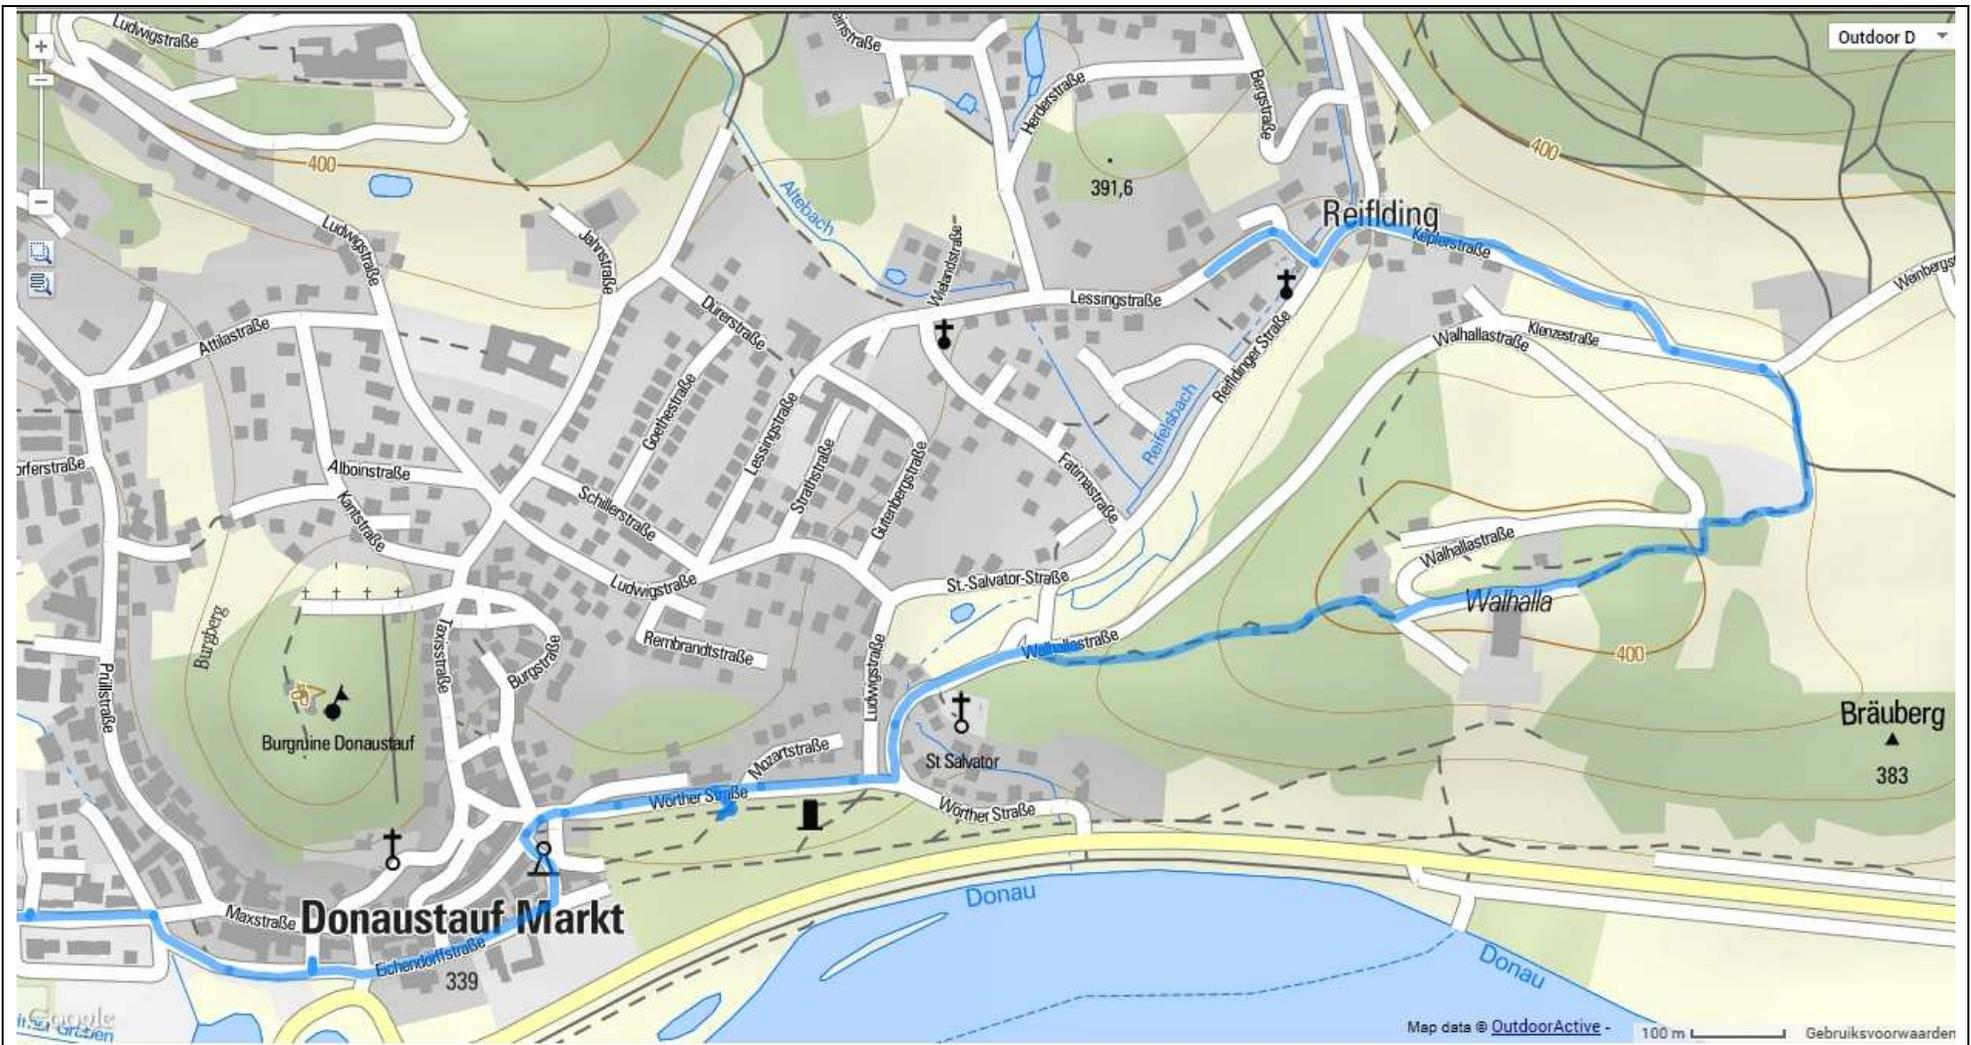 Ludwigstraße
Outdoor D
Herderstraße
Bergstraße
400
400
391,6
Altebach
Reiflding
Ludwigstraße
Jahnstraße
Wielandstraße
Keplerstraße
Lessingstraße
Dürerstraße
Attilastraße
Walhallastraße
Klenzestraße
Reifldinger Straße
Goethestraße
Lessingstraße
Reifelsbach
Strathstraße
Gutenbergstraße
Fatimastraße
orferstraße
Alboinstraße
Kantstraße
Schillerstraße
Walhallastraße
Ludwigstraße
St.-Salvator-Straße
Walhalla
Burgberg
Taxisstraße
Burgstraße
Rembrandtstraße
Ludwigstraße
Walhallastraße
400
Prüllstraße
Burgruine Donaustauf
Mozartstraße
St Salvator
Bräuberg
383
Wörther Straße
Wörther Straße
Maxstraße
Donaustauf Markt
Donau
Eichendorffstraße
339
Donau
Google
Map data © OutdoorActive -
100 m
Gebruiksvoorwaarden